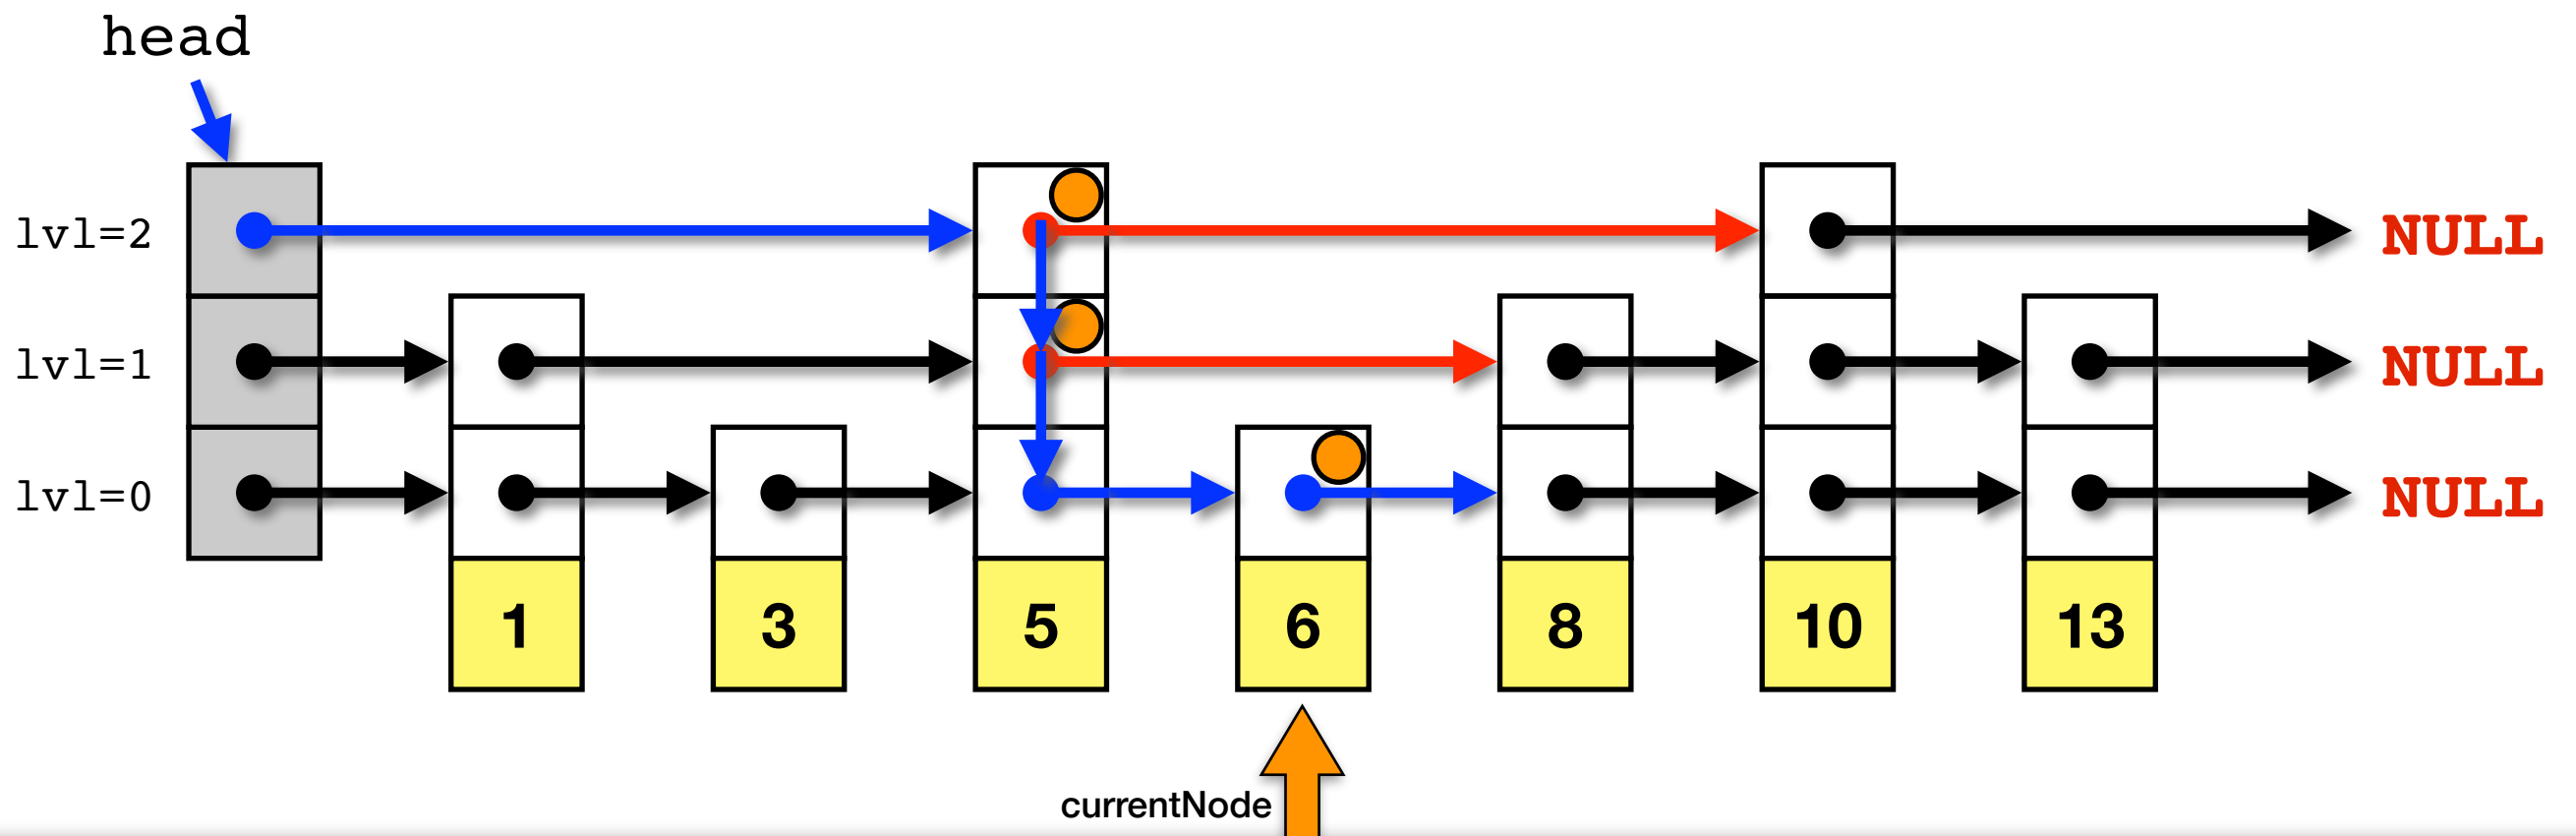 head
lvl=2 NULL
lvl=1 NULL
lvl=0 NULL
1 3 5 6 8 10 13
currentNode